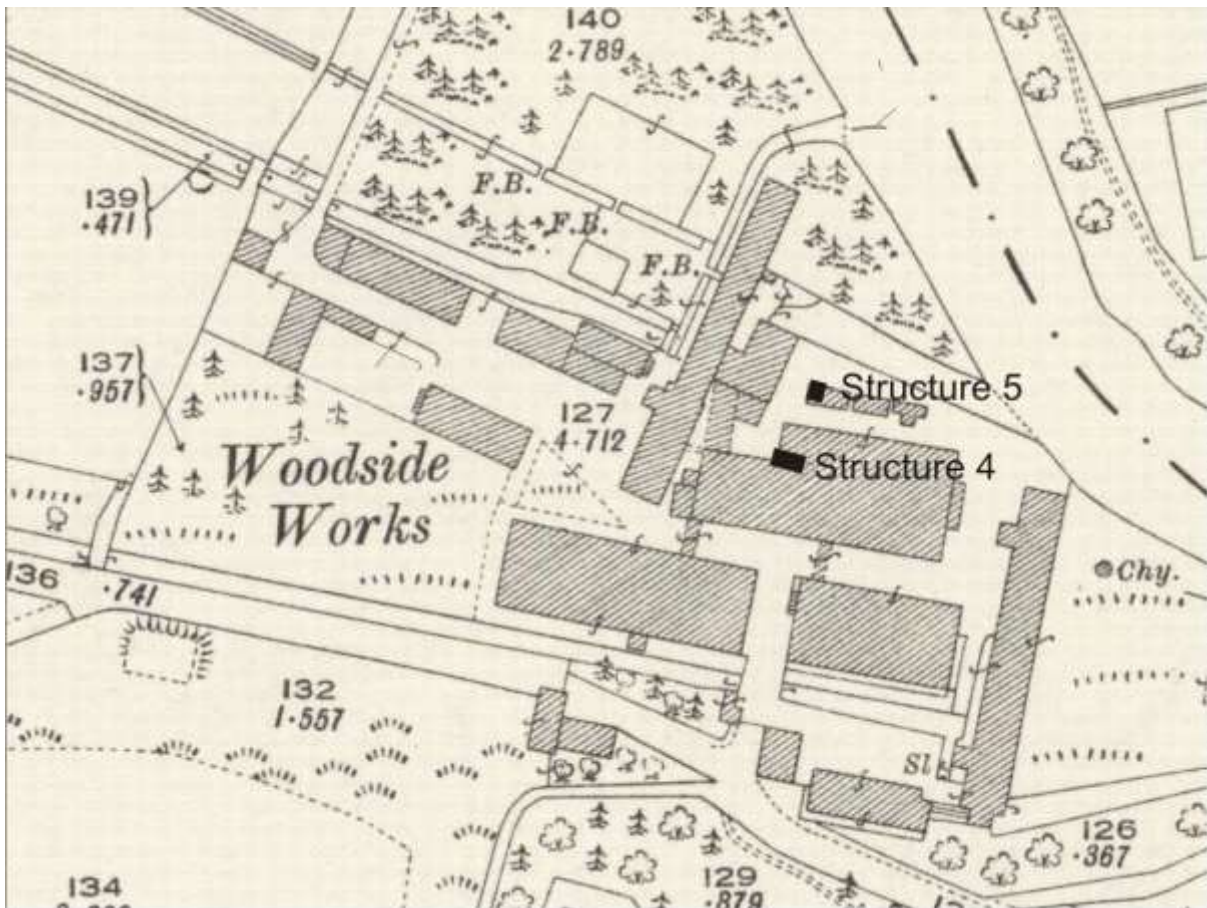 140
2·789
F.B.
F.B.
F.B.
139
·471
137
·957
127
4·712
Structure 5
Structure 4
Woodside
Works
Chy.
136
·741
132
1·557
Sl
126
·367
129
·879
134